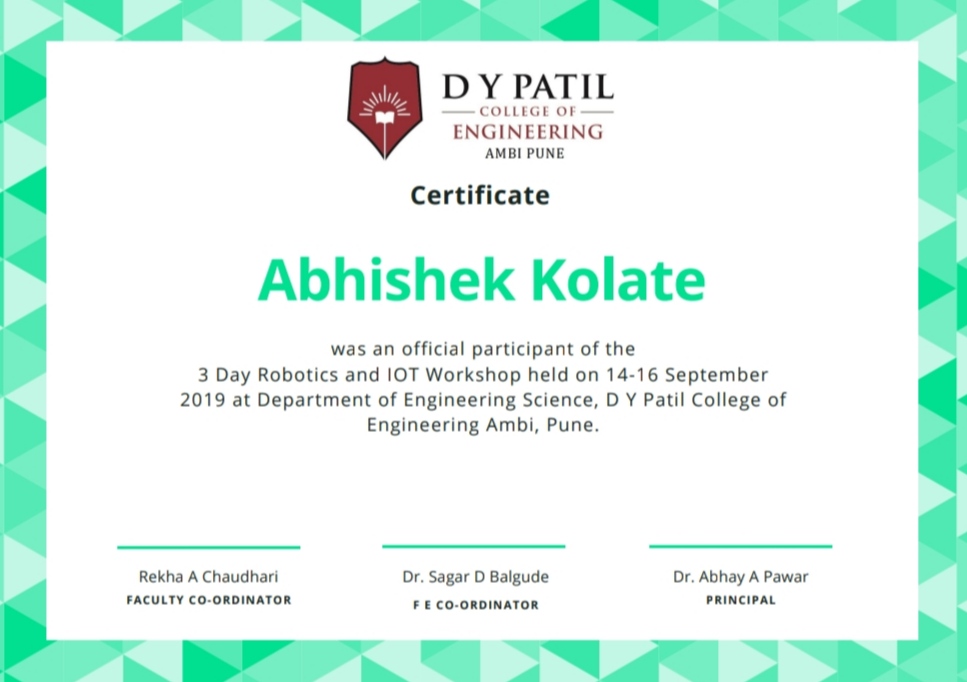 D Y PATIL
COLLEGE OF
ENGINEERING
AMBI PUNE
Certificate
Abhishek Kolate
was an official participant of the
3 Day Robotics and IOT Workshop held on 14-16 September
2019 at Department of Engineering Science, D Y Patil College of
Engineering Ambi, Pune.
Rekha A Chaudhari
FACULTY CO-ORDINATOR
Dr. Sagar D Balgude
F E CO-ORDINATOR
Dr. Abhay A Pawar
PRINCIPAL